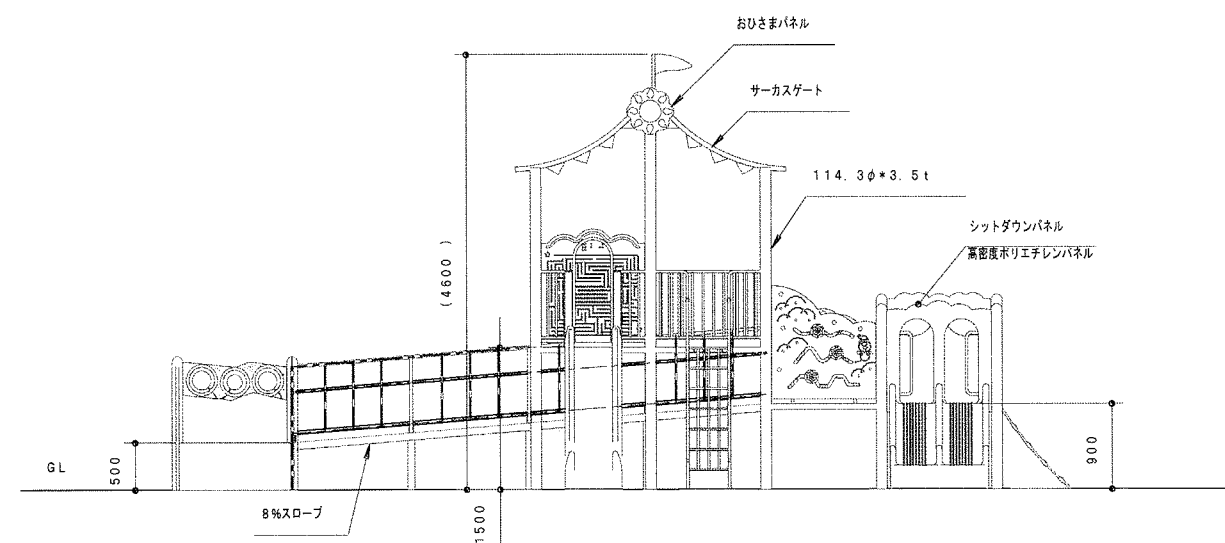 おひさまパネル
サーカスゲート
114.3φ*3.5t
シットダウンパネル
高密度ポリエチレンパネル
(4600)
GL
500
900
8%スロープ
1500